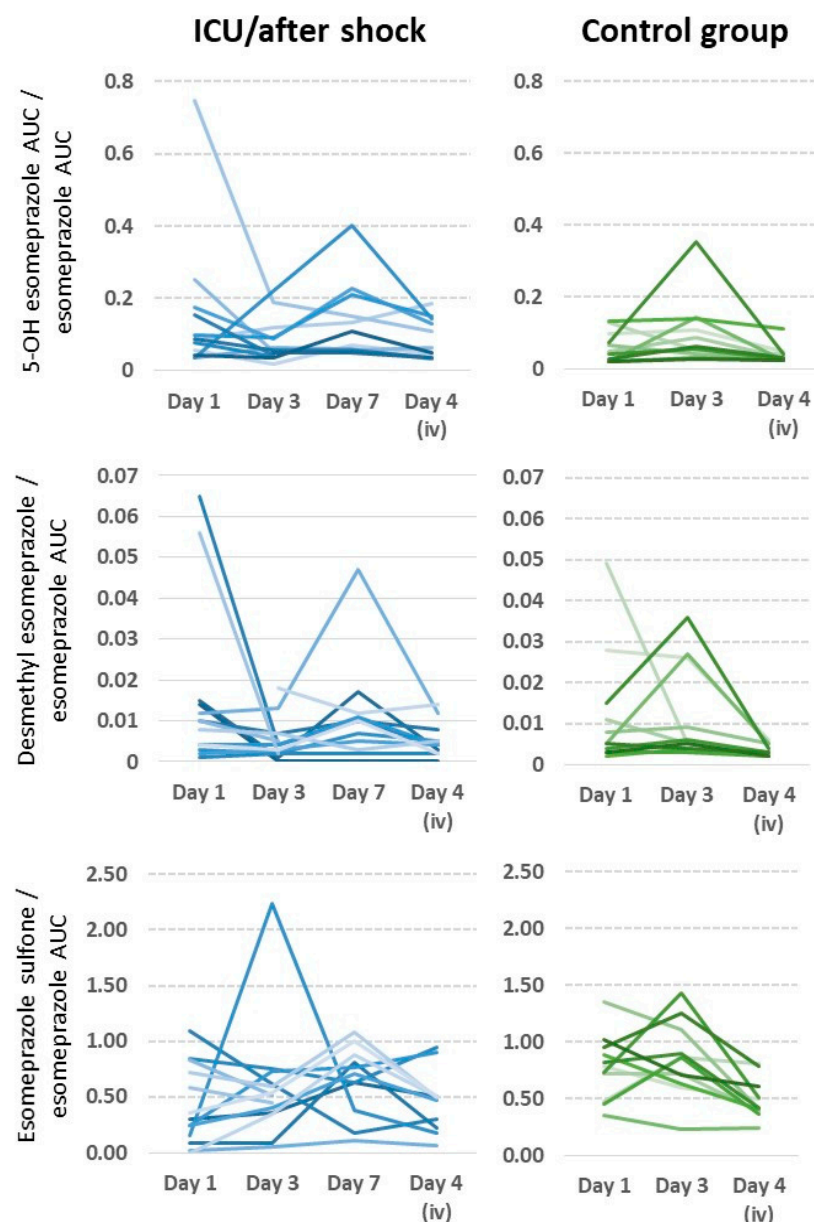 ICU/after shock
Control group
5-OH esomeprazole AUC /
esomeprazole AUC
0.8
0.6
0.4
0.2
0
Day 1 Day 3 Day 7 Day 4
(iv)
0.8
0.6
0.4
0.2
0
Day 1 Day 3 Day 4
(iv)
Desmethyl esomeprazole /
esomeprazole AUC
0.07
0.06
0.05
0.04
0.03
0.02
0.01
0
Day 1 Day 3 Day 7 Day 4
(iv)
0.07
0.06
0.05
0.04
0.03
0.02
0.01
0
Day 1 Day 3 Day 4
(iv)
Esomeprazole sulfone /
esomeprazole AUC
2.50
2.00
1.50
1.00
0.50
0.00
Day 1 Day 3 Day 7 Day 4
(iv)
2.50
2.00
1.50
1.00
0.50
0.00
Day 1 Day 3 Day 4
(iv)